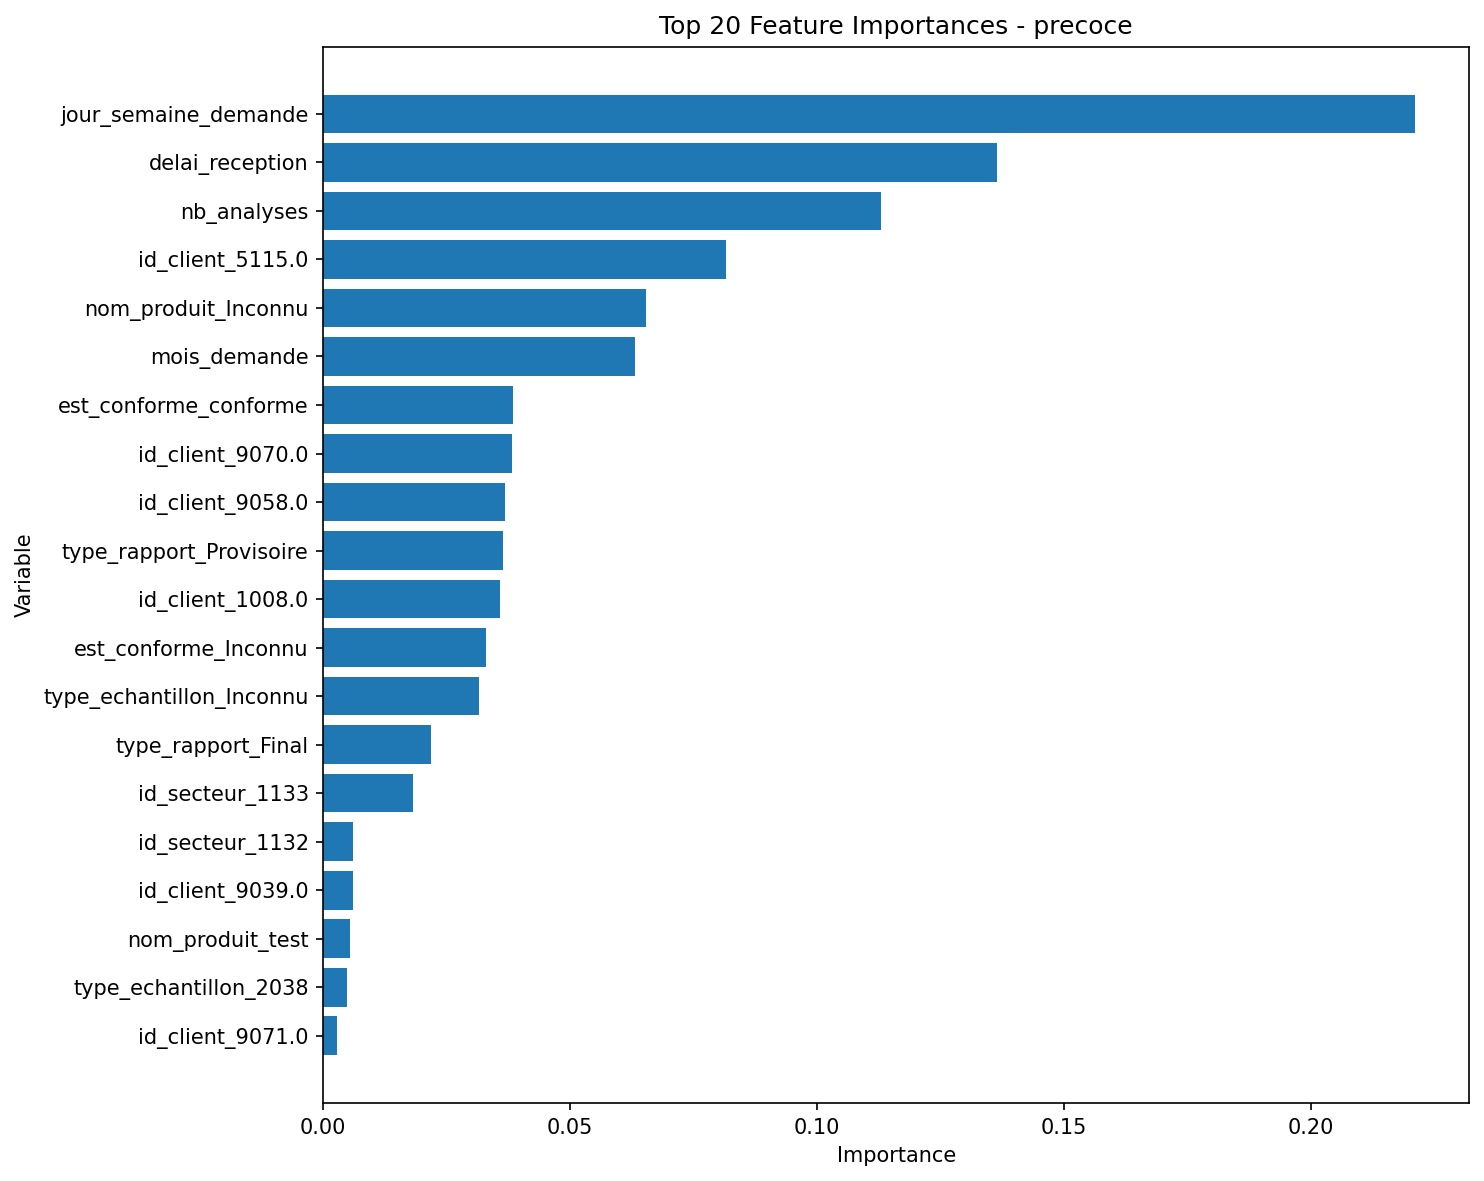 Top 20 Feature Importances - precoce
jour_semaine_demande
delai_reception
nb_analyses
id_client_5115.0
nom_produit_Inconnu
mois_demande
est_conforme_conforme
id_client_9070.0
id_client_9058.0
type_rapport_Provisoire
id_client_1008.0
est_conforme_Inconnu
type_echantillon_Inconnu
type_rapport_Final
id_secteur_1133
id_secteur_1132
id_client_9039.0
nom_produit_test
type_echantillon_2038
id_client_9071.0
Variable
0.00 0.05 0.10 0.15 0.20
Importance